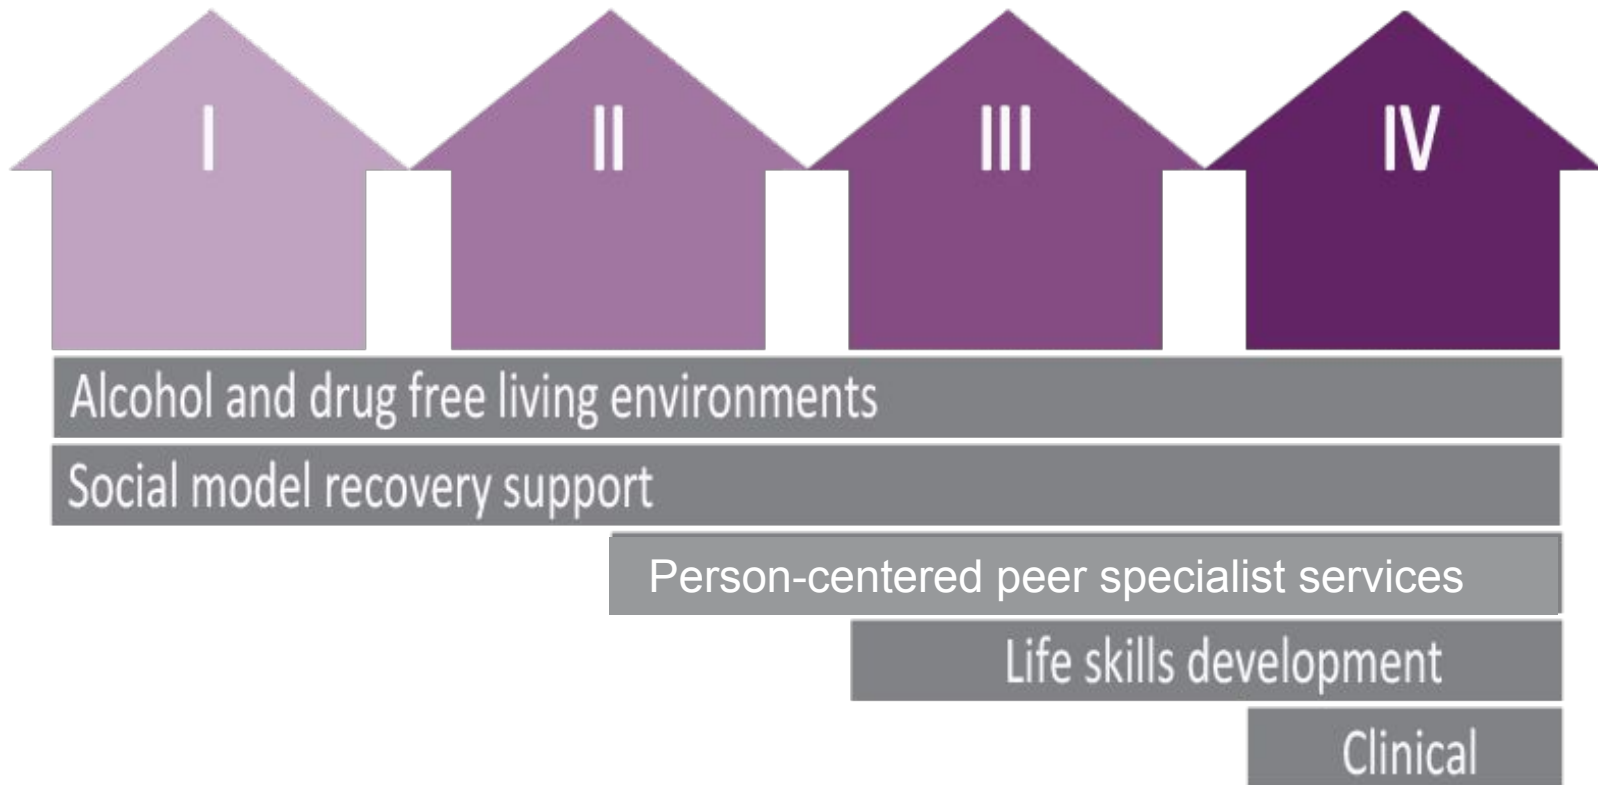 I
II
III
IV
Alcohol and drug free living environments
Social model recovery support
Person-centered peer specialist services
Life skills development
Clinical